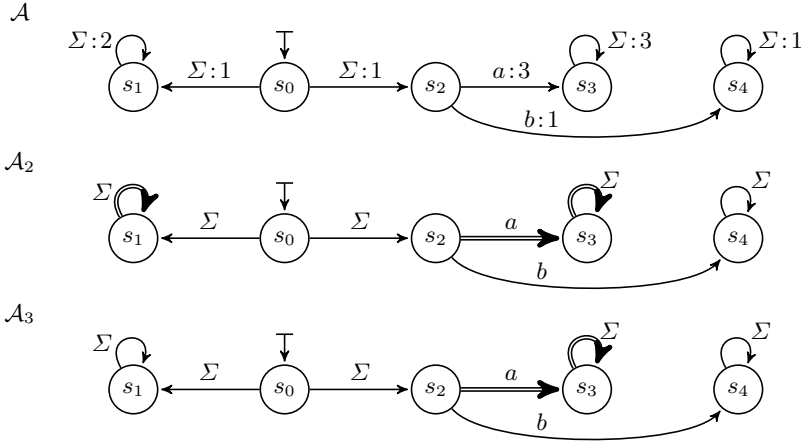 𝒜
Σ:2 Σ:1 Σ:1 a:3 Σ:3 Σ:1
s₁ s₀ s₂ s₃ s₄
b:1
𝒜₂
Σ Σ Σ a Σ Σ
s₁ s₀ s₂ s₃ s₄
b
𝒜₃
Σ Σ Σ a Σ Σ
s₁ s₀ s₂ s₃ s₄
b